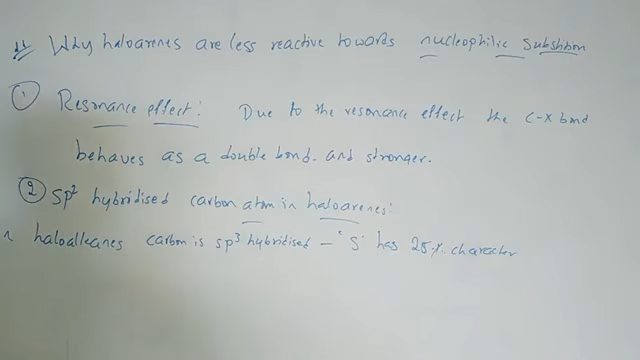 Why haloarenes are less reactive towards nucleophilic Substitution
① Resonance effect: Due to the resonance effect the C-X bond
behaves as a double bond. and stronger.
② Sp² hybridised carbon atom in haloarenes:
haloalkanes carbon is sp³ hybridised - 'S' has 25% character